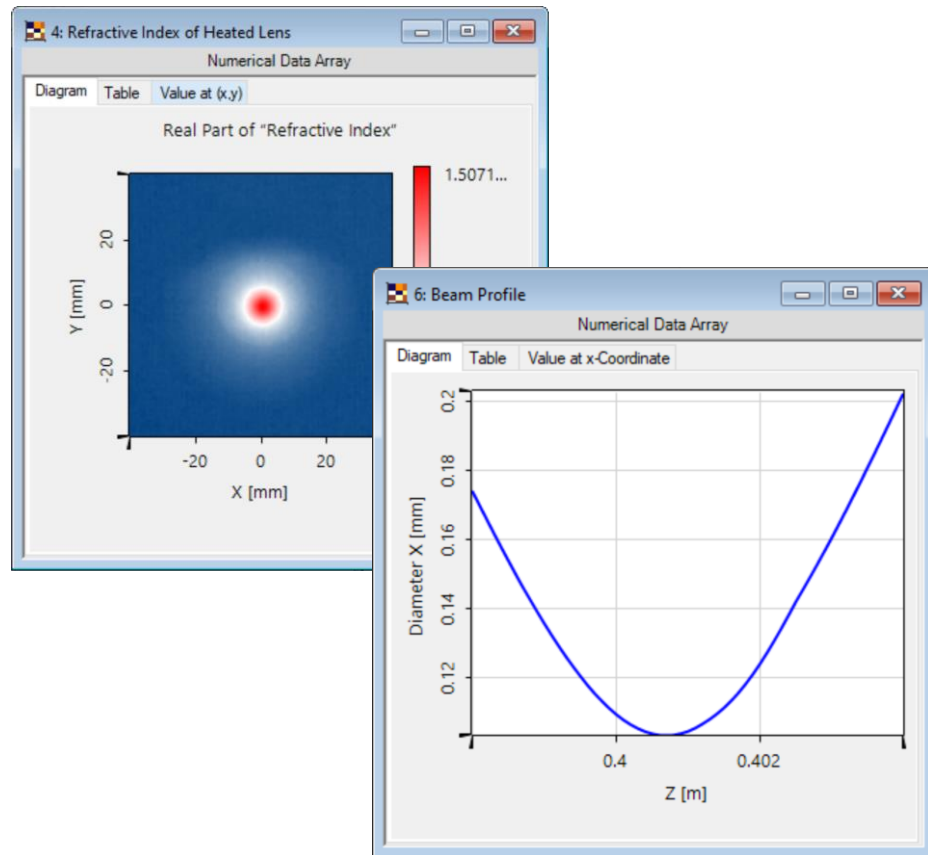 4: Refractive Index of Heated Lens
Numerical Data Array
Diagram Table Value at (x,y)
Real Part of "Refractive Index"
1.5071...
20
0
-20
Y [mm]
-20 0 20
X [mm]
6: Beam Profile
Numerical Data Array
Diagram Table Value at x-Coordinate
0.2
0.18
0.16
0.14
0.12
Diameter X [mm]
0.4 0.402
Z [m]